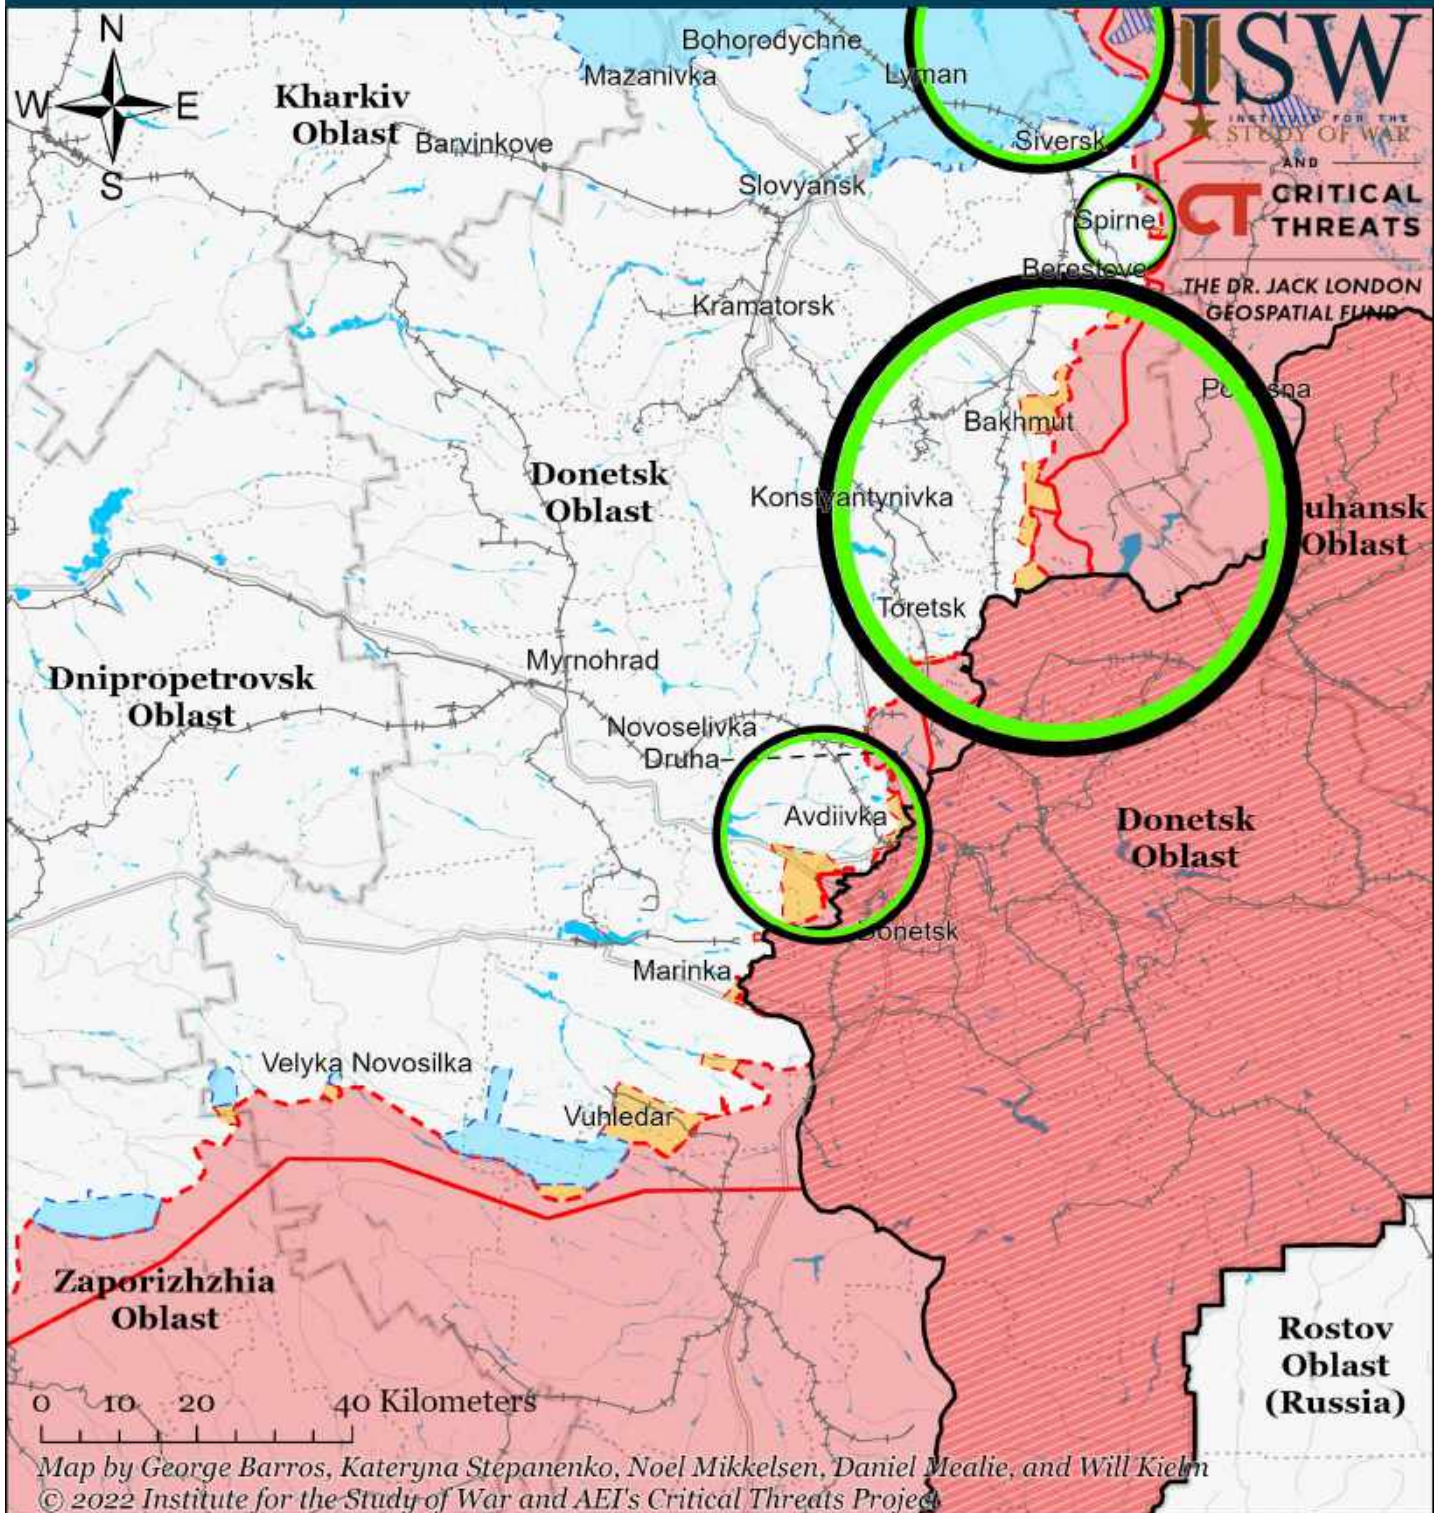 N
W
E
S
Kharkiv
Oblast
Barvinkove
Bohorodychne
Mazanivka
Lyman
Siversk
Slovyansk
Spirne
Berestove
Kramatorsk
ISW
INSTITUTE FOR THE
STUDY OF WAR
AND
CT CRITICAL
THREATS
THE DR. JACK LONDON
GEOSPATIAL FUND
Bakhmut
Donetsk
Oblast
Konstyantynivka
uhansk
Oblast
Toretsk
Myrnohrad
Dnipropetrovsk
Oblast
Novoselivka
Druha
Avdiivka
Donetsk
Oblast
Donetsk
Marinka
Velyka Novosilka
Vuhledar
Zaporizhzhia
Oblast
Rostov
Oblast
(Russia)
0 10 20 40 Kilometers
Map by George Barros, Kateryna Stepanenko, Noel Mikkelsen, Daniel Mealie, and Will Kielm
© 2022 Institute for the Study of War and AEI's Critical Threats Project